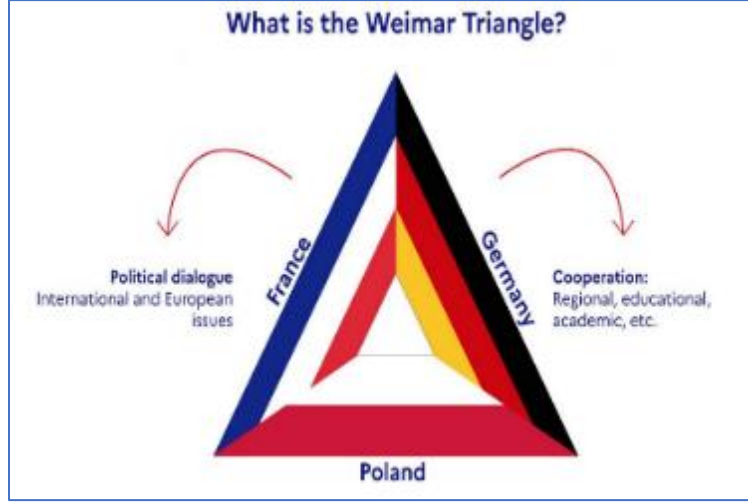 What is the Weimar Triangle?
Political dialogue
International and European
issues
France
Germany
Cooperation:
Regional, educational,
academic, etc.
Poland